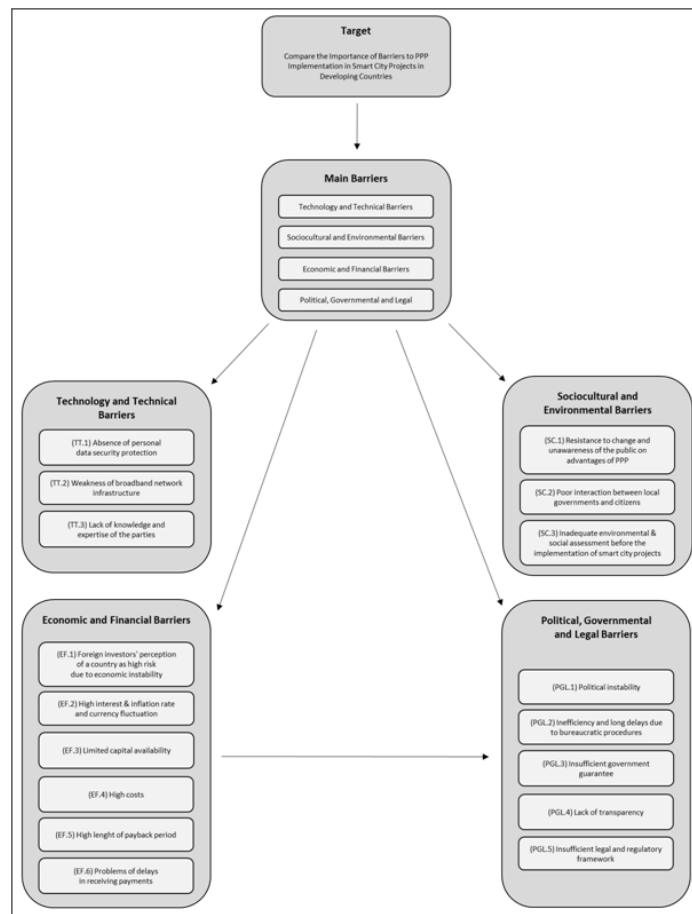 Target
Compare the Importance of Barriers to PPP
Implementation in Smart City Projects in
Developing Countries
Main Barriers
Technology and Technical Barriers
Sociocultural and Environmental Barriers
Economic and Financial Barriers
Political, Governmental and Legal
Technology and Technical
Barriers
(TT.1) Absence of personal
data security protection
(TT.2) Weakness of broadband network
infrastructure
(TT.3) Lack of knowledge and
expertise of the parties
Sociocultural and
Environmental Barriers
(SC.1) Resistance to change and
unawareness of the public on
advantages of PPP
(SC.2) Poor interaction between local
governments and citizens
(SC.3) Inadequate environmental &
social assessment before the
implementation of smart city projects
Economic and Financial Barriers
(EF.1) Foreign investors' perception
of a country as high risk
due to economic instability
(EF.2) High interest & inflation rate
and currency fluctuation
(EF.3) Limited capital availability
(EF.4) High costs
(EF.5) High lenght of payback period
(EF.6) Problems of delays
in receiving payments
Political, Governmental
and Legal Barriers
(PGL.1) Political instability
(PGL.2) Inefficiency and long delays due
to bureaucratic procedures
(PGL.3) Insufficient government
guarantee
(PGL.4) Lack of transparency
(PGL.5) Insufficient legal and regulatory
framework